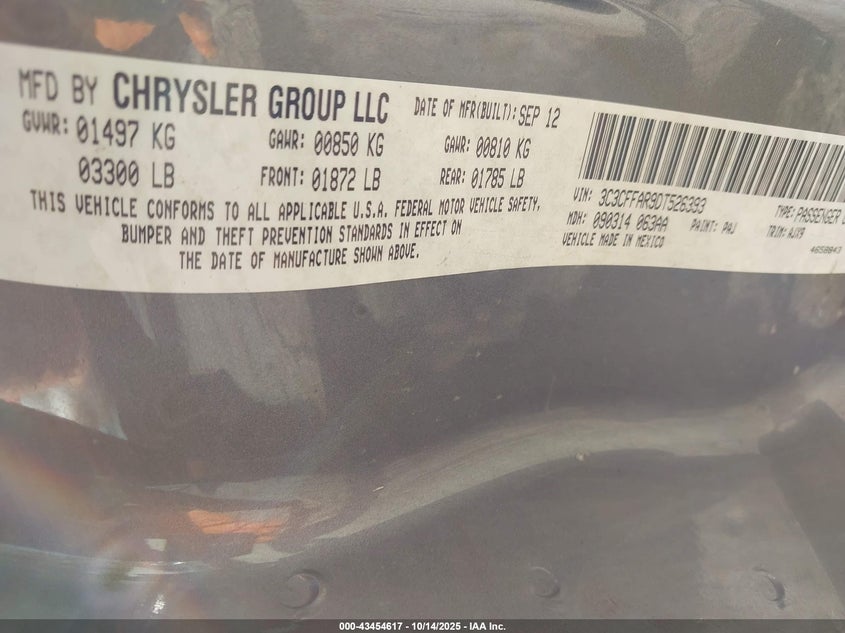 MFD BY CHRYSLER GROUP LLC DATE OF MFR(BUILT): SEP 12
GVWR: 01497 KG GAWR: 00850 KG GAWR: 00810 KG
03300 LB FRONT: 01872 LB REAR: 01785 LB
THIS VEHICLE CONFORMS TO ALL APPLICABLE U.S.A. FEDERAL MOTOR VEHICLE SAFETY,
BUMPER AND THEFT PREVENTION STANDARDS IN EFFECT ON
THE DATE OF MANUFACTURE SHOWN ABOVE.
VIN: 3C3CFFAR9DT526393 TYPE: PASSENGER
MDH: 090314 063AA PAINT: PAJ TRIM: AJX9
VEHICLE MADE IN MEXICO 4658843
000-43454617 - 10/14/2025 - IAA Inc.